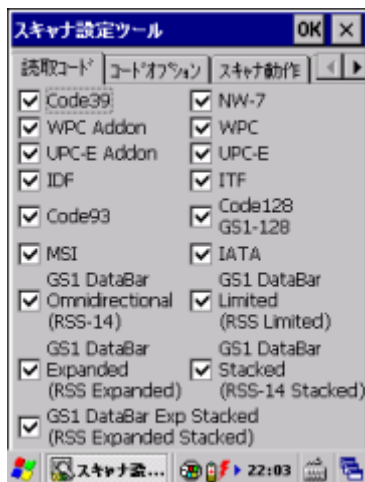 スキャナ設定ツール OK ×
読取コード コードオプション スキャナ動作
Code39 NW-7
WPC Addon WPC
UPC-E Addon UPC-E
IDF ITF
Code93 Code128
GS1-128
MSI IATA
GS1 DataBar
Omnidirectional
(RSS-14)
GS1 DataBar
Limited
(RSS Limited)
GS1 DataBar
Expanded
(RSS Expanded)
GS1 DataBar
Stacked
(RSS-14 Stacked)
GS1 DataBar Exp Stacked
(RSS Expanded Stacked)
スキャナ設... 22:03